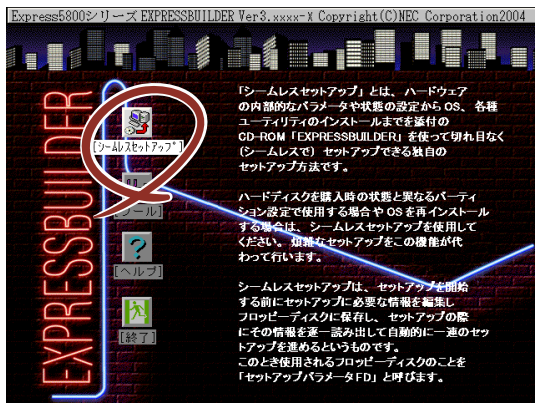 Express5800シリーズ EXPRESSBUILDER Ver3.xxxx-X Copyright(C)NEC Corporation2004
EXPRESSBUILDER
[シームレスセットアップ]
[ツール]
[ヘルプ]
[終了]
「シームレスセットアップ」とは、ハードウェア
の内部的なパラメータや状態の設定からOS、各種
ユーティリティのインストールまでを添付の
CD-ROM「EXPRESSBUILDER」を使って切れ目なく
(シームレスで) セットアップできる独自の
セットアップ方法です。
ハードディスクを購入時の状態と異なるパーティ
ション設定で使用する場合や OSを再インストール
する場合は、シームレスセットアップを使用して
ください。煩雑なセットアップをこの機能が代
わって行います。
シームレスセットアップは、セットアップを開始
する前にセットアップに必要な情報を編集し
フロッピーディスクに保存し、セットアップの際
にその情報を逐一読み出して自動的に一連のセッ
トアップを進めるというものです。
このとき使用されるフロッピーディスクのことを
「セットアップパラメータFD」と呼びます。